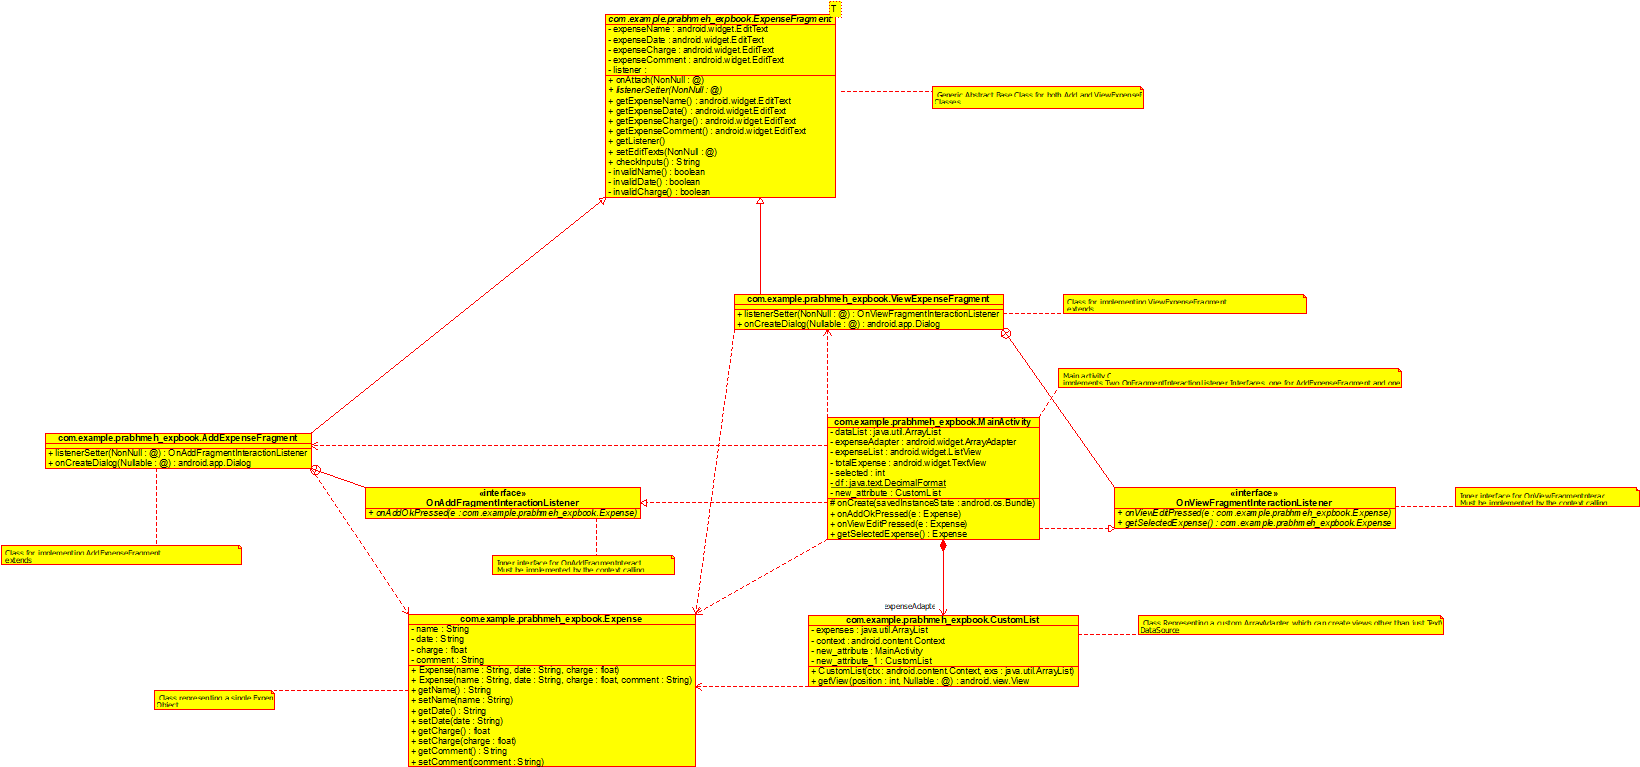 T
com.example.prabhmeh_expbook.ExpenseFragment
- expenseName : android.widget.EditText
- expenseDate : android.widget.EditText
- expenseCharge : android.widget.EditText
- expenseComment : android.widget.EditText
- listener :
+ onAttach(NonNull : @)
+ listenerSetter(NonNull : @)
+ getExpenseName() : android.widget.EditText
+ getExpenseDate() : android.widget.EditText
+ getExpenseCharge() : android.widget.EditText
+ getExpenseComment() : android.widget.EditText
+ getListener()
+ setEditTexts(NonNull : @)
+ checkInputs() : String
- invalidName() : boolean
- invalidDate() : boolean
- invalidCharge() : boolean
Generic Abstract Base Class for both Add and ViewExpenseF
Classes
com.example.prabhmeh_expbook.ViewExpenseFragment
+ listenerSetter(NonNull : @) : OnViewFragmentInteractionListener
+ onCreateDialog(Nullable : @) : android.app.Dialog
Class for implementing ViewExpenseFragment
extends
Main activity C
implements Two OnFragmentInteractionListener Interfaces, one for AddExpenseFragment and one
com.example.prabhmeh_expbook.MainActivity
- dataList : java.util.ArrayList
- expenseAdapter : android.widget.ArrayAdapter
- expenseList : android.widget.ListView
- totalExpense : android.widget.TextView
- selected : int
- df : java.text.DecimalFormat
- new_attribute : CustomList
# onCreate(savedInstanceState : android.os.Bundle)
+ onAddOkPressed(e : Expense)
+ onViewEditPressed(e : Expense)
+ getSelectedExpense() : Expense
com.example.prabhmeh_expbook.AddExpenseFragment
+ listenerSetter(NonNull : @) : OnAddFragmentInteractionListener
+ onCreateDialog(Nullable : @) : android.app.Dialog
«interface»
OnAddFragmentInteractionListener
+ onAddOkPressed(e : com.example.prabhmeh_expbook.Expense)
«interface»
OnViewFragmentInteractionListener
+ onViewEditPressed(e : com.example.prabhmeh_expbook.Expense)
+ getSelectedExpense() : com.example.prabhmeh_expbook.Expense
Inner interface for OnViewFragmentInterac
Must be implemented by the context calling
Class for implementing AddExpenseFragment
extends
Inner interface for OnAddFragmentInteract
Must be implemented by the context calling
expenseAdapte
com.example.prabhmeh_expbook.Expense
- name : String
- date : String
- charge : float
- comment : String
+ Expense(name : String, date : String, charge : float)
+ Expense(name : String, date : String, charge : float, comment : String)
+ getName() : String
+ setName(name : String)
+ getDate() : String
+ setDate(date : String)
+ getCharge() : float
+ setCharge(charge : float)
+ getComment() : String
+ setComment(comment : String)
com.example.prabhmeh_expbook.CustomList
- expenses : java.util.ArrayList
- context : android.content.Context
- new_attribute : MainActivity
- new_attribute_1 : CustomList
+ CustomList(ctx : android.content.Context, exs : java.util.ArrayList)
+ getView(position : int, Nullable : @) : android.view.View
Class Representing a custom ArrayAdapter which can create views other than just Text
DataSource
Class representing a single Expen
Object